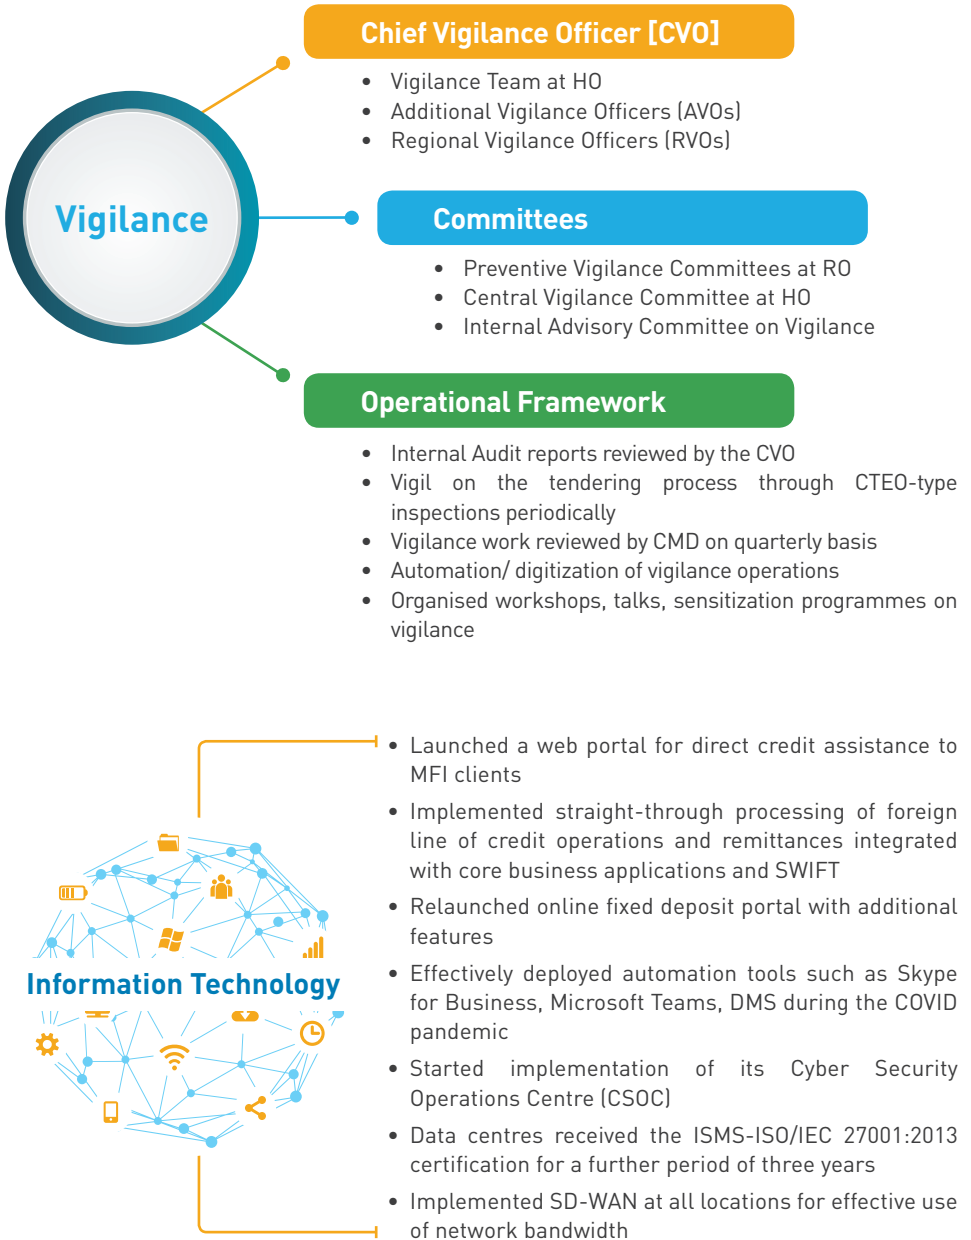 Chief Vigilance Officer [CVO]
• Vigilance Team at HO
• Additional Vigilance Officers (AVOs)
• Regional Vigilance Officers (RVOs)
Vigilance
Committees
• Preventive Vigilance Committees at RO
• Central Vigilance Committee at HO
• Internal Advisory Committee on Vigilance
Operational Framework
• Internal Audit reports reviewed by the CVO
• Vigil on the tendering process through CTEO-type
inspections periodically
• Vigilance work reviewed by CMD on quarterly basis
• Automation/ digitization of vigilance operations
• Organised workshops, talks, sensitization programmes on
vigilance
Information Technology
• Launched a web portal for direct credit assistance to
MFI clients
• Implemented straight-through processing of foreign
line of credit operations and remittances integrated
with core business applications and SWIFT
• Relaunched online fixed deposit portal with additional
features
• Effectively deployed automation tools such as Skype
for Business, Microsoft Teams, DMS during the COVID
pandemic
• Started implementation of its Cyber Security
Operations Centre (CSOC)
• Data centres received the ISMS-ISO/IEC 27001:2013
certification for a further period of three years
• Implemented SD-WAN at all locations for effective use
of network bandwidth